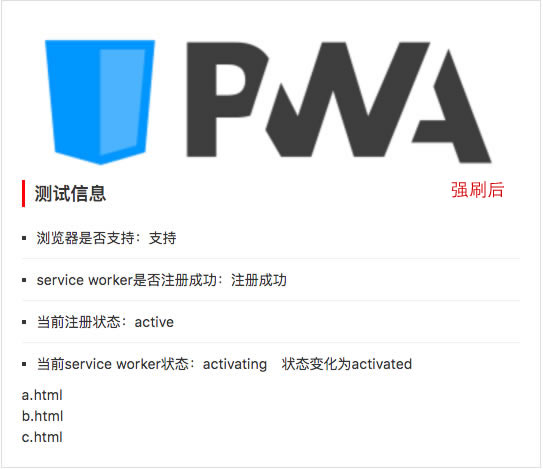 PWA
测试信息
强刷后
浏览器是否支持：支持
service worker是否注册成功：注册成功
当前注册状态：active
当前service worker状态：activating 状态变化为activated
a.html
b.html
c.html